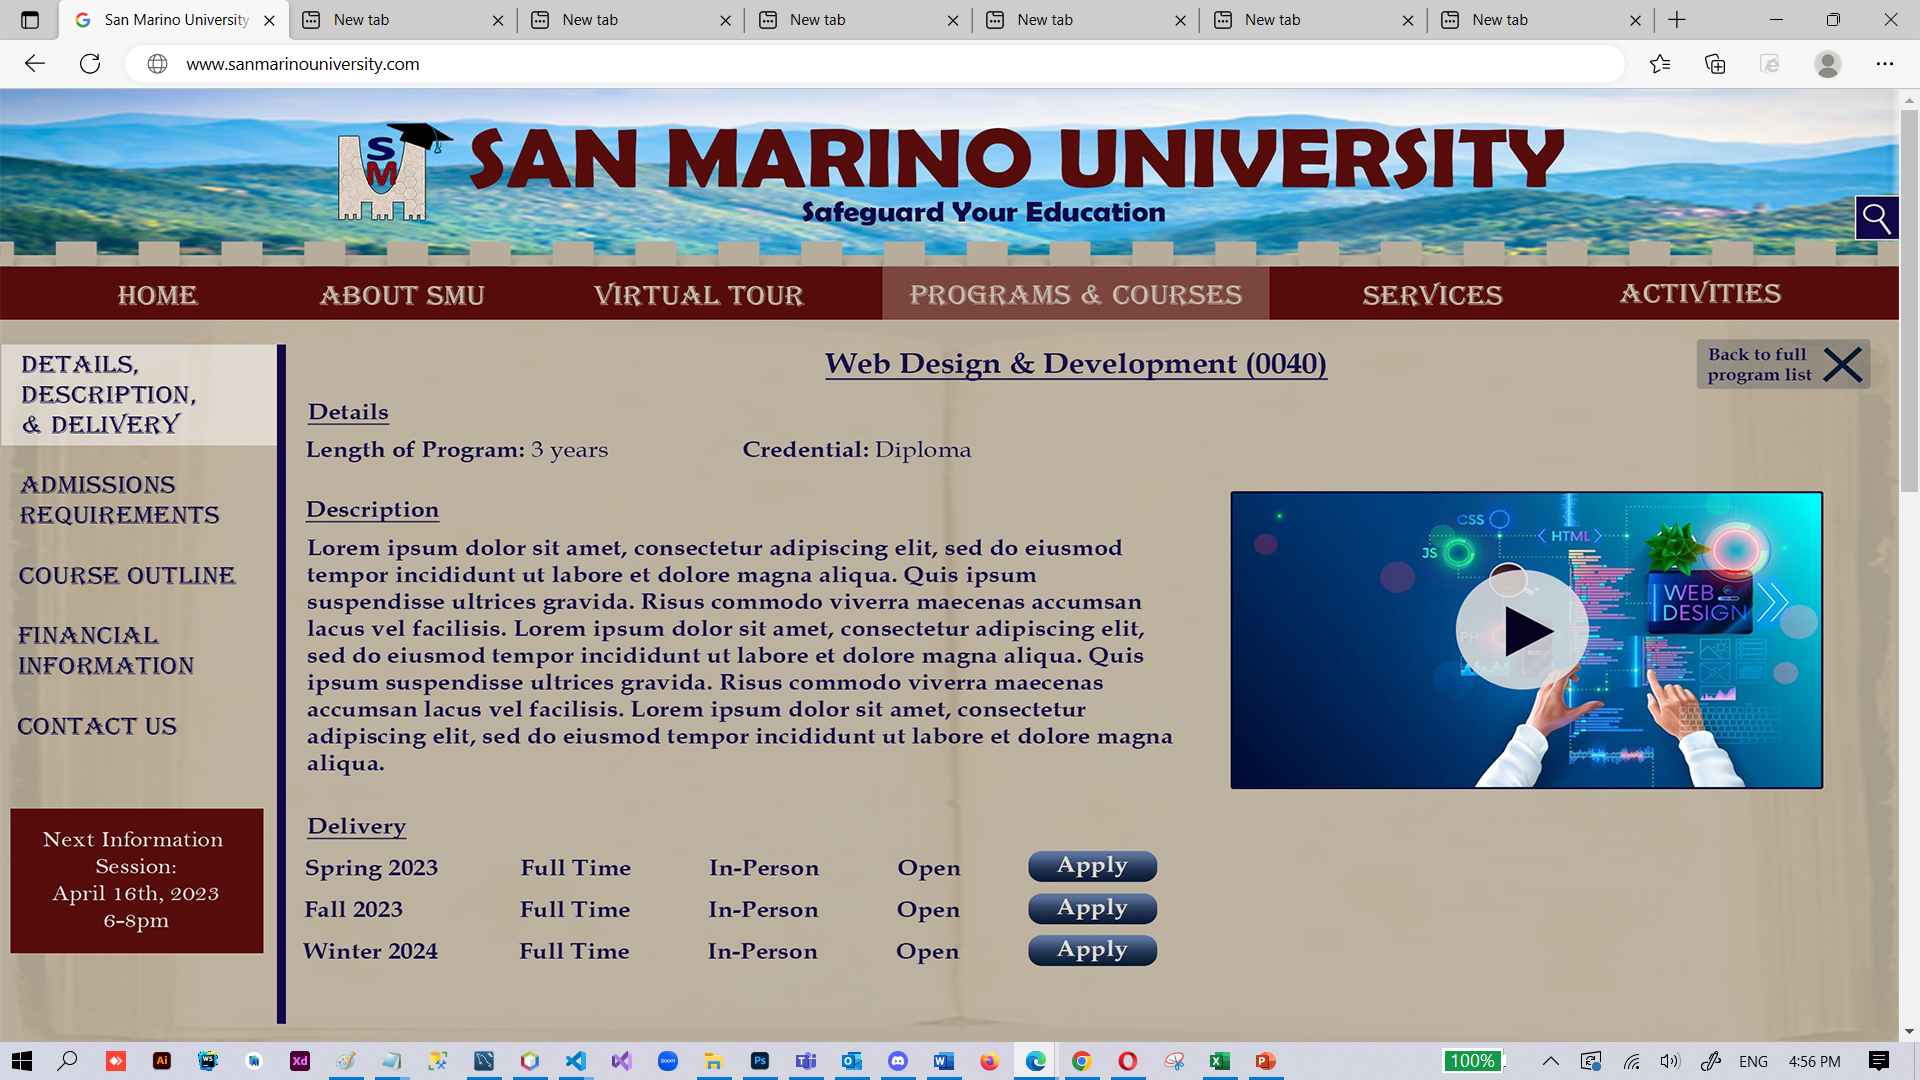 San Marino University
New tab
New tab
New tab
New tab
New tab
New tab
www.sanmarinouniversity.com
S
M
SAN MARINO UNIVERSITY
Safeguard Your Education
HOME
ABOUT SMU
VIRTUAL TOUR
PROGRAMS & COURSES
SERVICES
ACTIVITIES
DETAILS,
DESCRIPTION,
& DELIVERY
ADMISSIONS
REQUIREMENTS
COURSE OUTLINE
FINANCIAL
INFORMATION
CONTACT US
Next Information
Session:
April 16th, 2023
6-8pm
Web Design & Development (0040)
Back to full
program list
Details
Length of Program: 3 years
Credential: Diploma
Description
Lorem ipsum dolor sit amet, consectetur adipiscing elit, sed do eiusmod
tempor incididunt ut labore et dolore magna aliqua. Quis ipsum
suspendisse ultrices gravida. Risus commodo viverra maecenas accumsan
lacus vel facilisis. Lorem ipsum dolor sit amet, consectetur adipiscing elit,
sed do eiusmod tempor incididunt ut labore et dolore magna aliqua. Quis
ipsum suspendisse ultrices gravida. Risus commodo viverra maecenas
accumsan lacus vel facilisis. Lorem ipsum dolor sit amet, consectetur
adipiscing elit, sed do eiusmod tempor incididunt ut labore et dolore magna
aliqua.
CSS
< HTML >
JS
WEB
DESIGN
PHP
Delivery
Spring 2023 Full Time In-Person Open Apply
Fall 2023 Full Time In-Person Open Apply
Winter 2024 Full Time In-Person Open Apply
Ai
WS
Xd
zoom
Ps
100%
ENG
4:56 PM